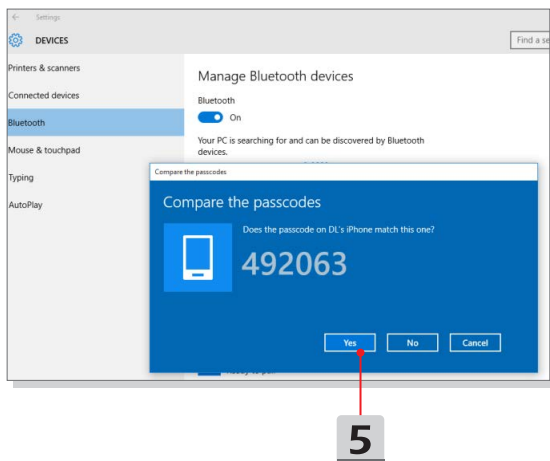 Settings
DEVICES
Find a se
Printers & scanners
Connected devices
Bluetooth
Mouse & touchpad
Typing
AutoPlay
Manage Bluetooth devices
Bluetooth
On
Your PC is searching for and can be discovered by Bluetooth
devices.
Compare the passcodes
Compare the passcodes
Does the passcode on DL's iPhone match this one?
492063
Yes No Cancel
5